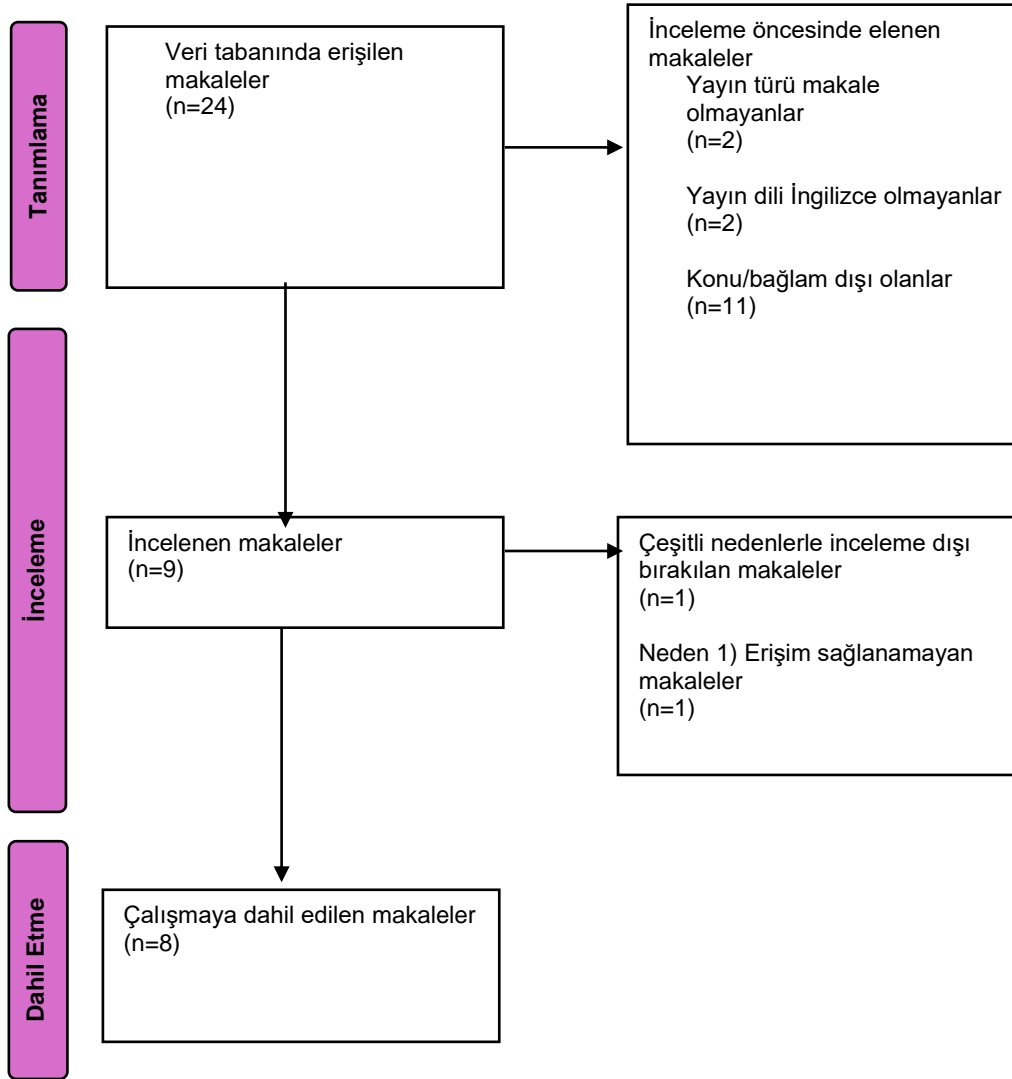 Tanımlama
Veri tabanında erişilen
makaleler
(n=24)
İnceleme öncesinde elenen
makaleler
Yayın türü makale
olmayanlar
(n=2)
Yayın dili İngilizce olmayanlar
(n=2)
Konu/bağlam dışı olanlar
(n=11)
İnceleme
İncelenen makaleler
(n=9)
Çeşitli nedenlerle inceleme dışı
bırakılan makaleler
(n=1)
Neden 1) Erişim sağlanamayan
makaleler
(n=1)
Dahil Etme
Çalışmaya dahil edilen makaleler
(n=8)